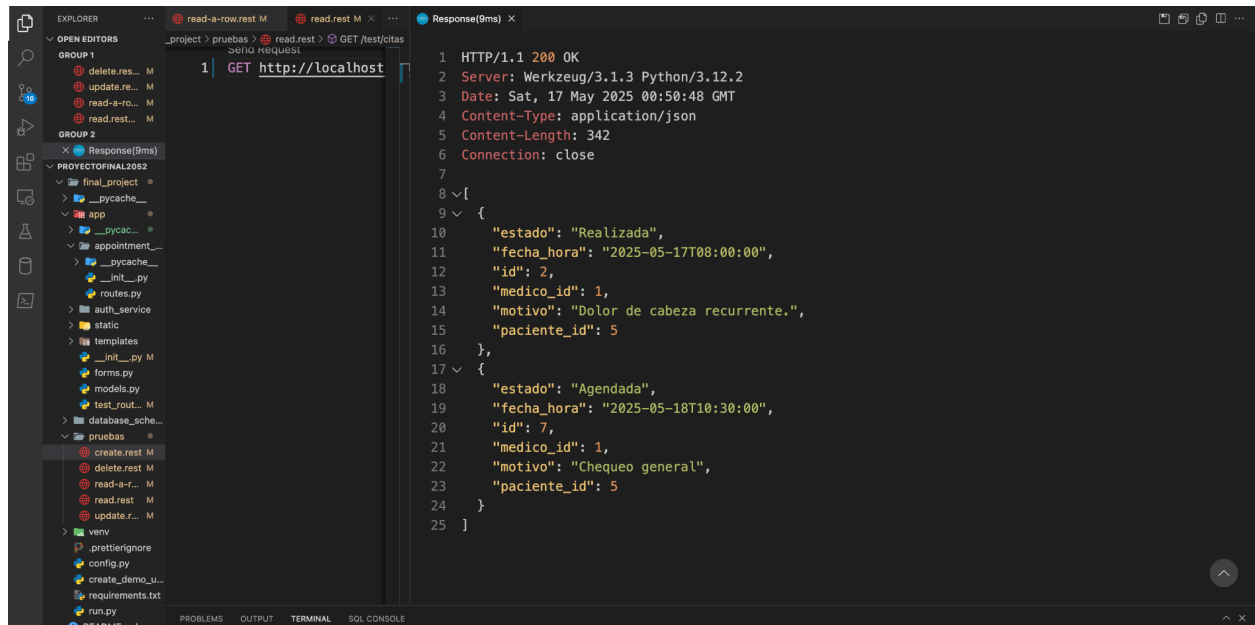 EXPLORER
OPEN EDITORS
GROUP 1
delete.res... M
update.re... M
read-a-ro... M
read.rest... M
GROUP 2
Response(9ms)
PROYECTOFINAL2052
final_project
__pycache__
app
__pycac...
appointment_...
__pycache__
__init__.py
routes.py
auth_service
static
templates
__init__.py M
forms.py
models.py
test_rout... M
database_sche...
pruebas
create.rest M
delete.rest M
read-a-r... M
read.rest M
update.r... M
venv
.prettierignore
config.py
create_demo_u...
requirements.txt
run.py
10
read-a-row.rest M
read.rest M
_project > pruebas > read.rest > GET /test/citas
Send Request
1 GET http://localhost
Response(9ms)
1 HTTP/1.1 200 OK
2 Server: Werkzeug/3.1.3 Python/3.12.2
3 Date: Sat, 17 May 2025 00:50:48 GMT
4 Content-Type: application/json
5 Content-Length: 342
6 Connection: close
7
8 [
9 {
10 "estado": "Realizada",
11 "fecha_hora": "2025-05-17T08:00:00",
12 "id": 2,
13 "medico_id": 1,
14 "motivo": "Dolor de cabeza recurrente.",
15 "paciente_id": 5
16 },
17 {
18 "estado": "Agendada",
19 "fecha_hora": "2025-05-18T10:30:00",
20 "id": 7,
21 "medico_id": 1,
22 "motivo": "Chequeo general",
23 "paciente_id": 5
24 }
25 ]
PROBLEMS OUTPUT TERMINAL SQL CONSOLE